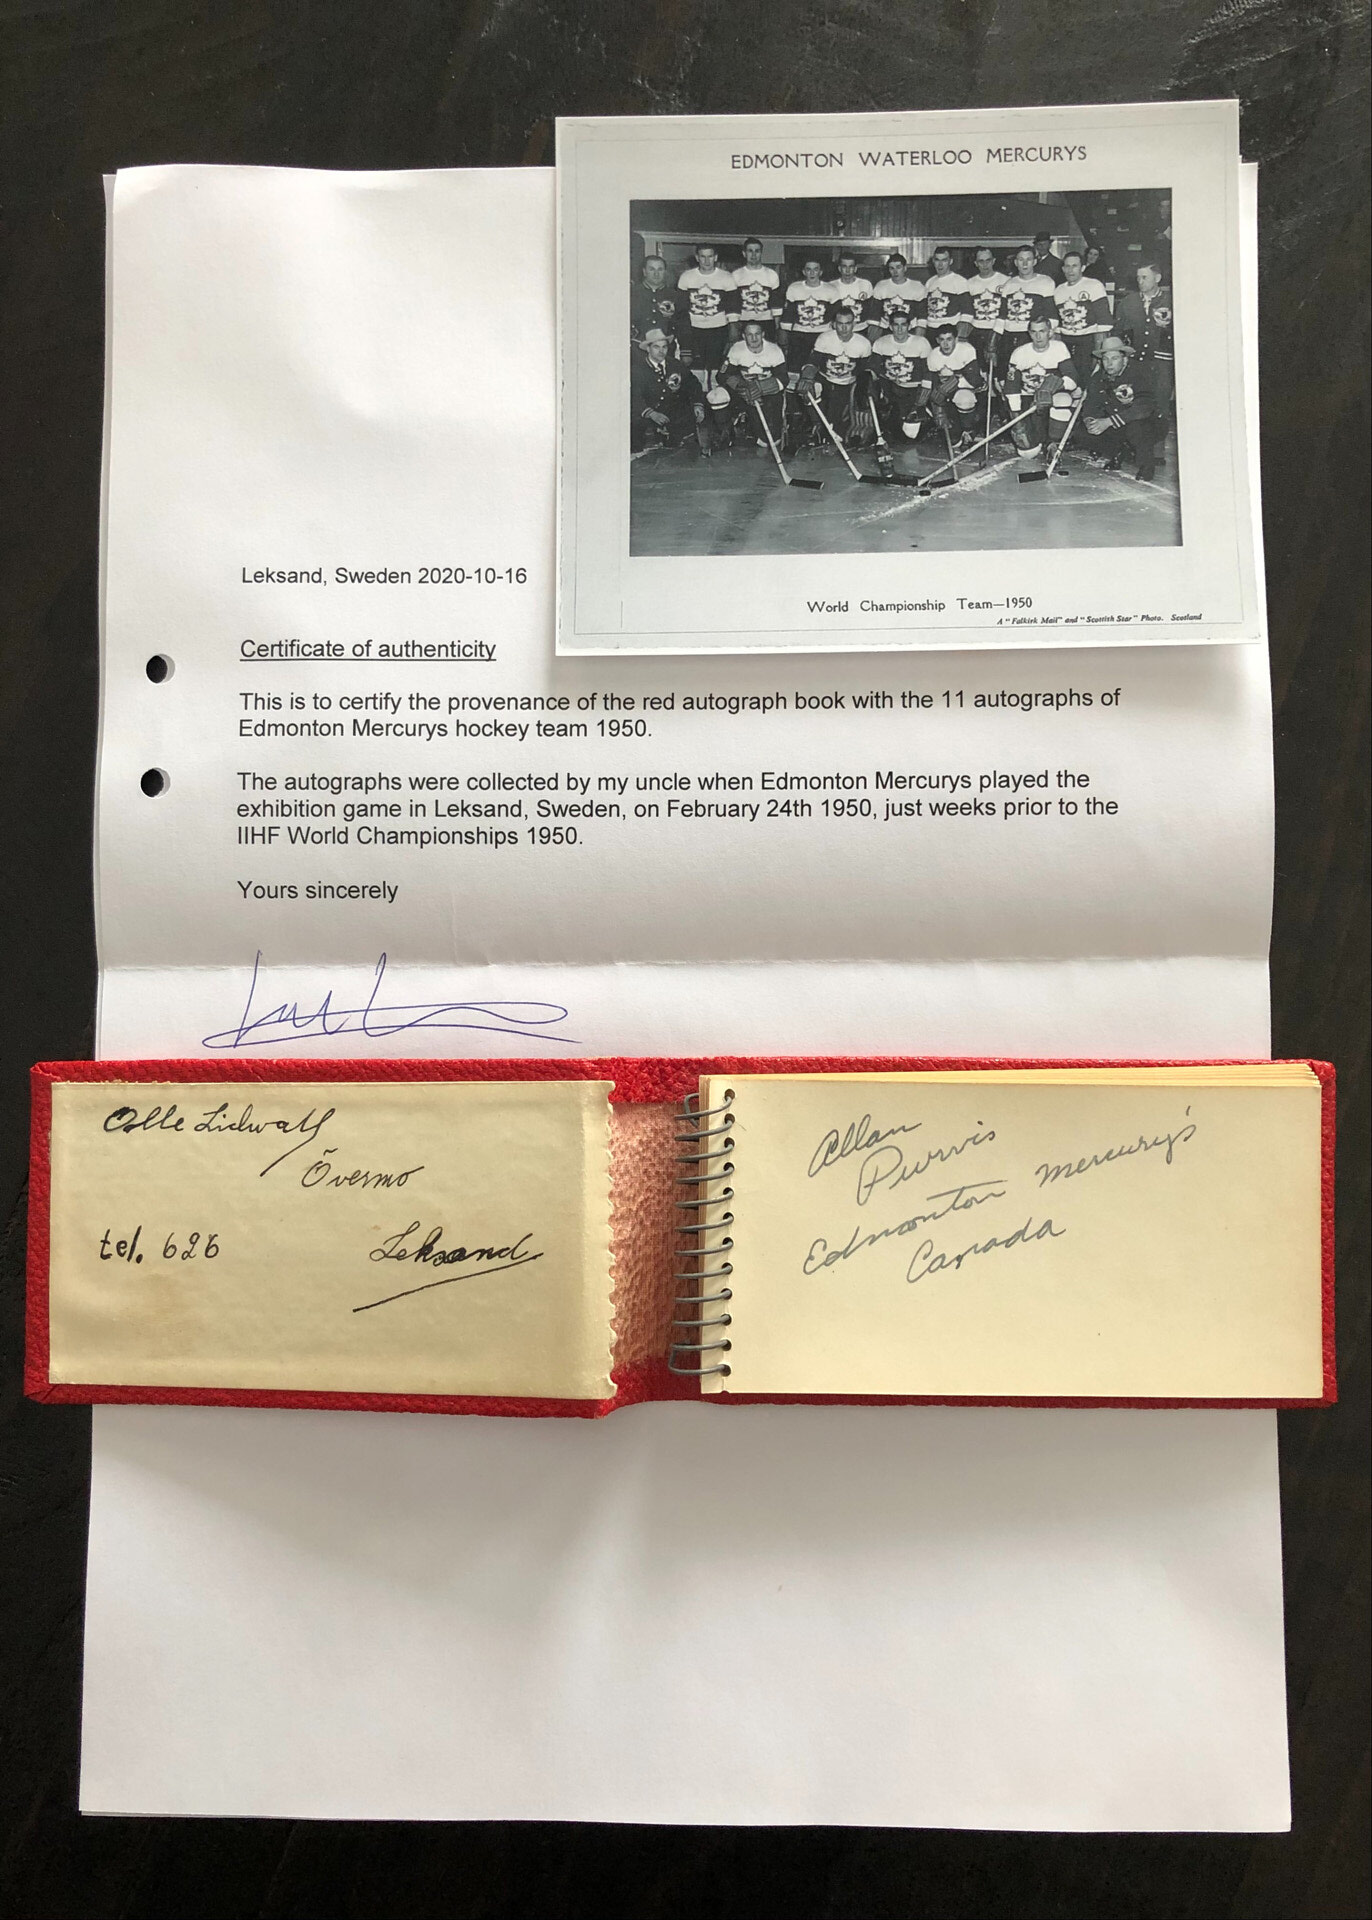 EDMONTON WATERLOO MERCURYS
World Championship Team—1950
A "Falkirk Mail" and "Scottish Star" Photo. Scotland
Leksand, Sweden 2020-10-16
Certificate of authenticity
This is to certify the provenance of the red autograph book with the 11 autographs of
Edmonton Mercurys hockey team 1950.
The autographs were collected by my uncle when Edmonton Mercurys played the
exhibition game in Leksand, Sweden, on February 24th 1950, just weeks prior to the
IIHF World Championships 1950.
Yours sincerely
Olle Lidwall
Övermo
tel. 626
Leksand
Allan
Purvis
Edmonton Mercury's
Canada